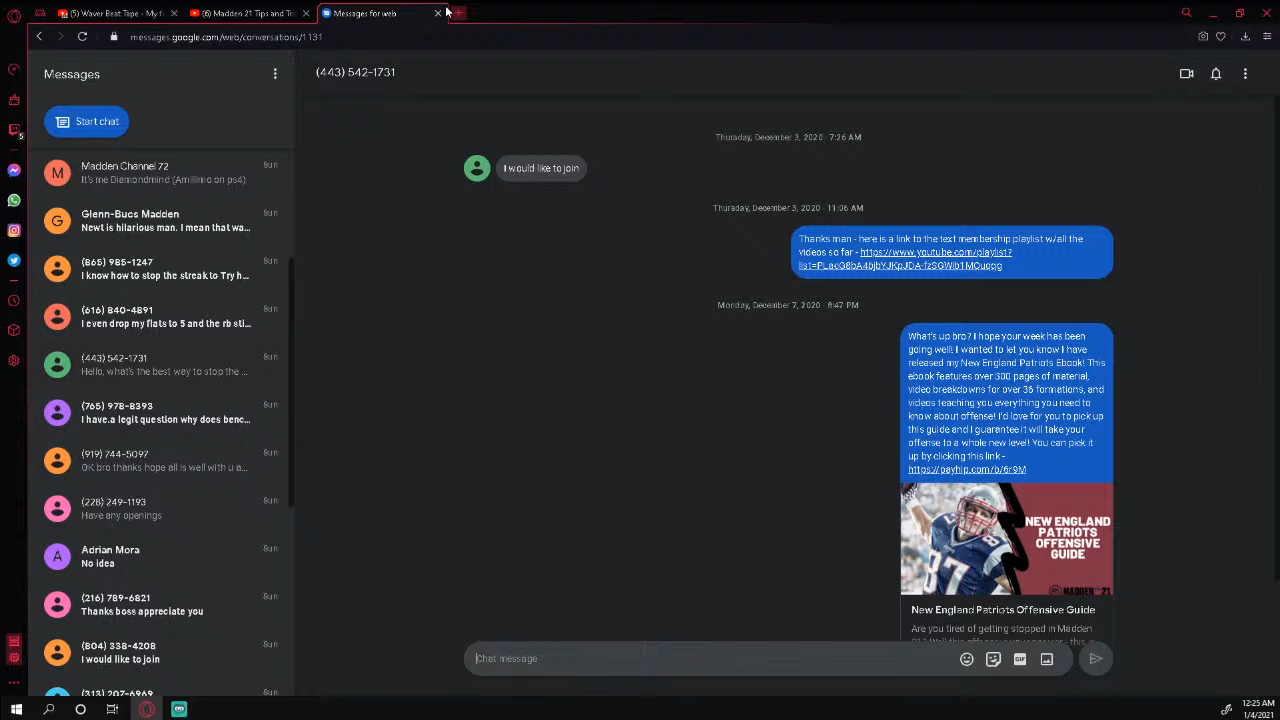 (5) Waver Beat Tape - My f
(6) Madden 21 Tips and Tric
Messages for web
messages.google.com/web/conversations/1131
Messages
(443) 542-1731
Start chat
Thursday, December 3, 2020 · 7:26 AM
I would like to join
Thursday, December 3, 2020 · 11:06 AM
Thanks man - here is a link to the text membership playlist w/all the
videos so far - https://www.youtube.com/playlist?
Monday, December 7, 2020 · 8:47 PM
What's up bro? I hope your week has been
going well! I wanted to let you know I have
released my New England Patriots Ebook! This
ebook features over 300 pages of material,
video breakdowns for over 36 formations, and
videos teaching you everything you need to
know about offense! I'd love for you to pick up
this guide and I guarantee it will take your
offense to a whole new level! You can pick it
up by clicking this link -
https://payhip.com/b/6r9M
NEW ENGLAND
PATRIOTS
OFFENSIVE
GUIDE
MADDEN 21
New England Patriots Offensive Guide
Are you tired of getting stopped in Madden
Chat message
GIF
M
Madden Channel 72
Sun
It's me Diamondmind (Amillinic on ps4)
G
Glenn-Bucs Madden
Sun
Newt is hilarious man. I mean that wa...
(865) 985-1247
Sun
I know how to stop the streak to Try h...
(616) 840-4891
Sun
I even drop my flats to 5 and the rb sti...
(443) 542-1731
Sun
Hello, what's the best way to stop the ...
(765) 978-8393
Sun
I have.a legit question why does benc...
(919) 744-5097
Sun
OK bro thanks hope all is well with u a...
(228) 249-1193
Sun
Have any openings
A
Adrian Mora
Sun
No idea
(216) 789-6821
Sun
Thanks boss appreciate you
(804) 338-4208
Sun
I would like to join
(313) 207-6969
Sun
5
12:25 AM
1/4/2021